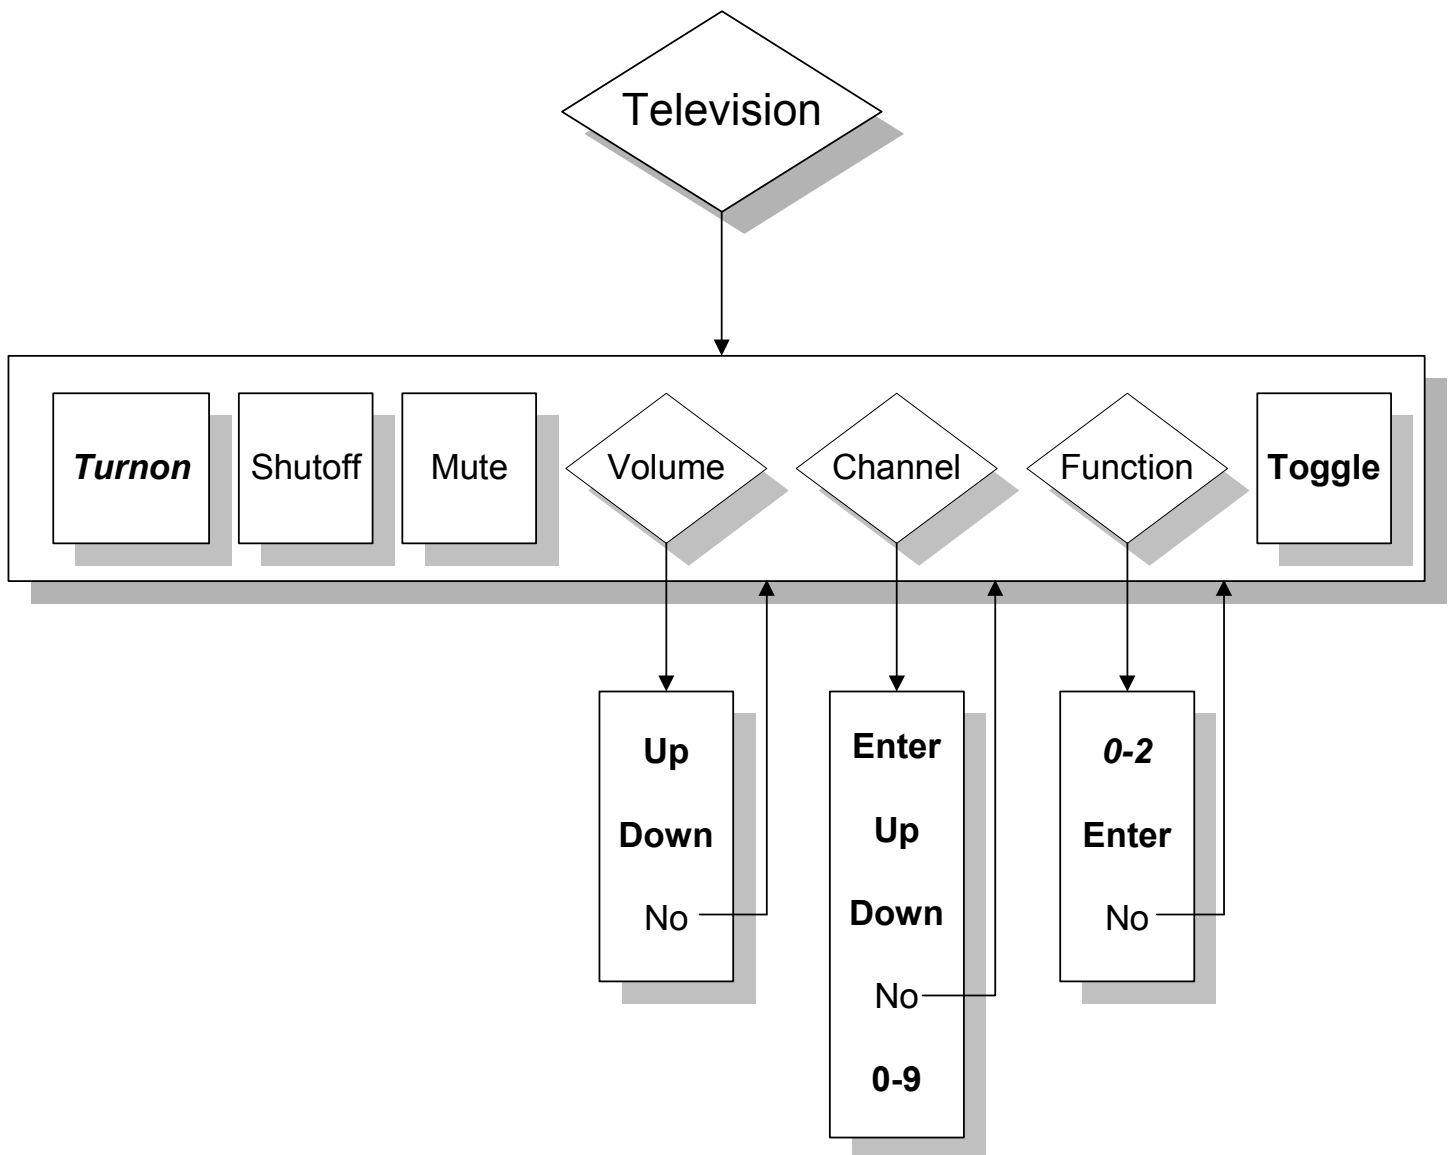 Television
Turnon Shutoff Mute Volume Channel Function Toggle
Up
Down
No
Enter
Up
Down
No
0-9
0-2
Enter
No